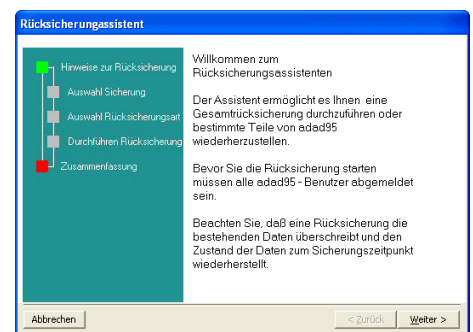 Rücksicherungassistent
Hinweise zur Rücksicherung
Auswahl Sicherung
Auswahl Rücksicherungsart
Durchführen Rücksicherung
Zusammenfassung
Willkommen zum
Rücksicherungsassistenten
Der Assistent ermöglicht es Ihnen eine
Gesamtrücksicherung durchzuführen oder
bestimmte Teile von adad95
wiederherzustellen.
Bevor Sie die Rücksicherung starten
müssen alle adad95 - Benutzer abgemeldet
sein.
Beachten Sie, daß eine Rücksicherung die
bestehenden Daten überschreibt und den
Zustand der Daten zum Sicherungszeitpunkt
wiederherstellt.
Abbrechen
< Zurück
Weiter >